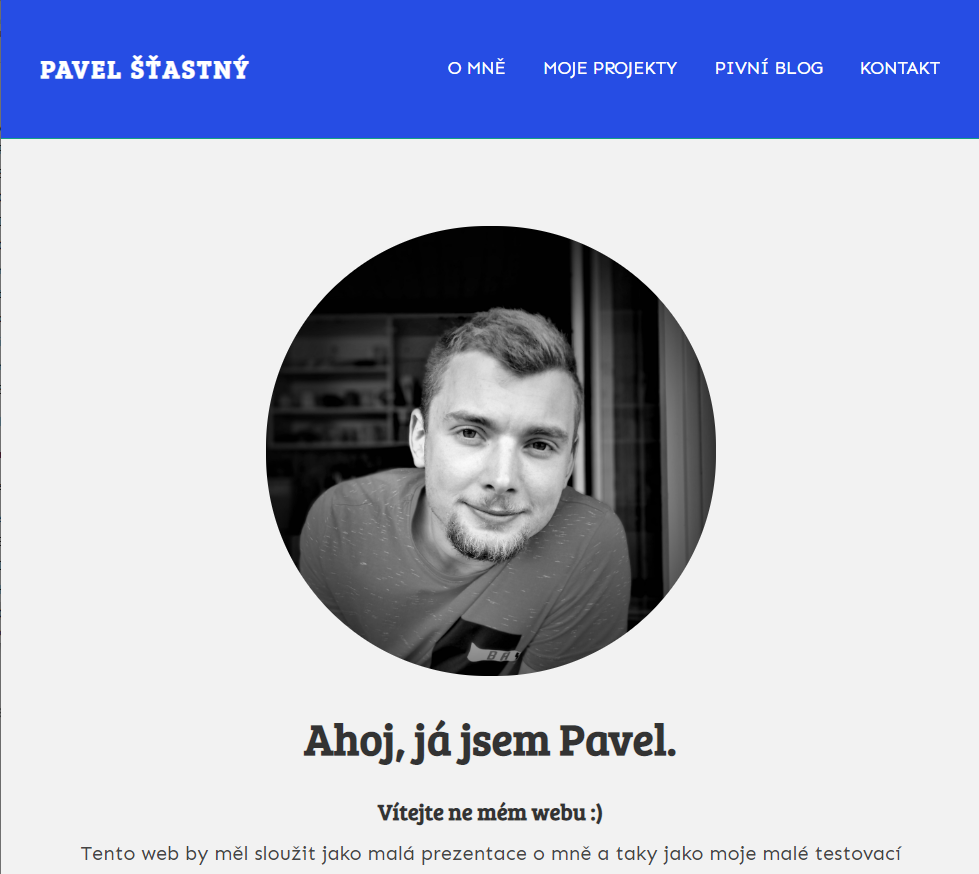 PAVEL ŠŤASTNÝ
O MNĚ MOJE PROJEKTY PIVNÍ BLOG KONTAKT
Ahoj, já jsem Pavel.
Vítejte ne mém webu :)
Tento web by měl sloužit jako malá prezentace o mně a taky jako moje malé testovací